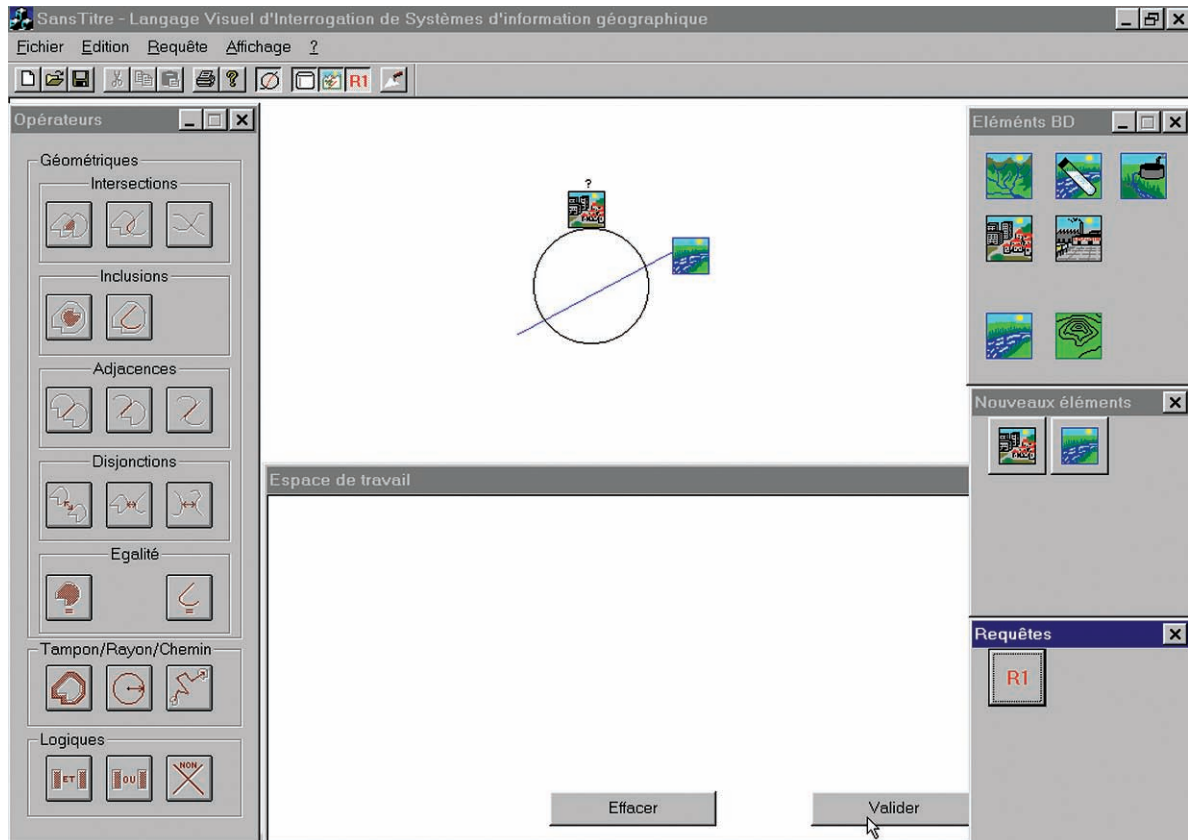 SansTitre - Langage Visuel d'Interrogation de Systèmes d'information géographique
Fichier Edition Requête Affichage ?
R1
Opérateurs
Géométriques
Intersections
Inclusions
Adjacences
Disjonctions
Egalité
Tampon/Rayon/Chemin
Logiques
ET OU NON
?
Espace de travail
Effacer Valider
Eléménts BD
Nouveaux éléments
Requêtes
R1